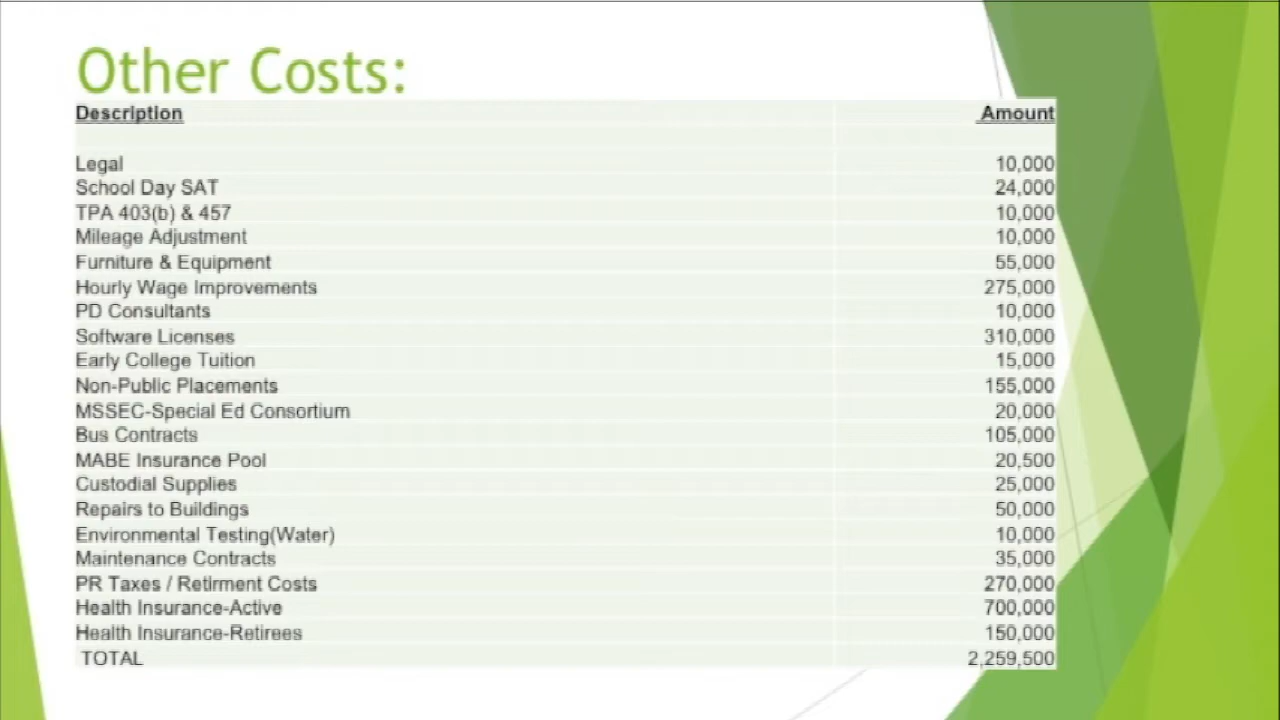 Other Costs:
Description Amount
Legal 10,000
School Day SAT 24,000
TPA 403(b) & 457 10,000
Mileage Adjustment 10,000
Furniture & Equipment 55,000
Hourly Wage Improvements 275,000
PD Consultants 10,000
Software Licenses 310,000
Early College Tuition 15,000
Non-Public Placements 155,000
MSSEC-Special Ed Consortium 20,000
Bus Contracts 105,000
MABE Insurance Pool 20,500
Custodial Supplies 25,000
Repairs to Buildings 50,000
Environmental Testing(Water) 10,000
Maintenance Contracts 35,000
PR Taxes / Retirment Costs 270,000
Health Insurance-Active 700,000
Health Insurance-Retirees 150,000
TOTAL 2,259,500